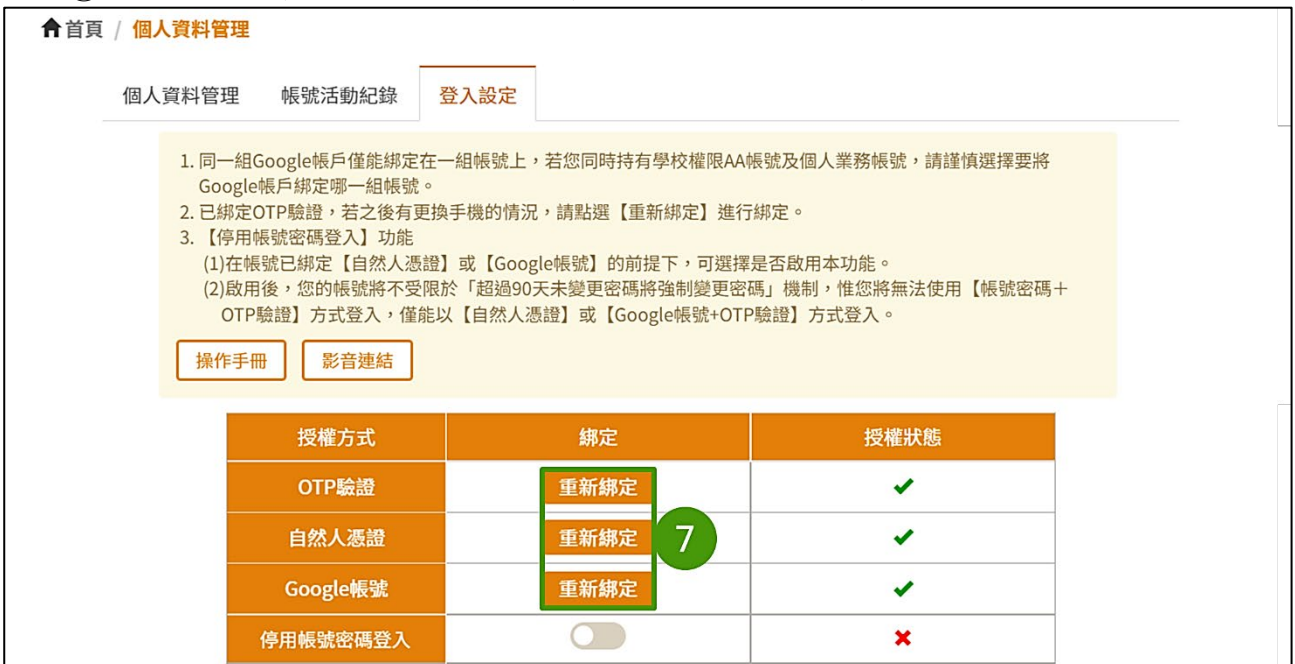 首頁 / 個人資料管理
個人資料管理 帳號活動紀錄 登入設定
1. 同一組Google帳戶僅能綁定在一組帳號上，若您同時持有學校權限AA帳號及個人業務帳號，請謹慎選擇要將
Google帳戶綁定哪一組帳號。
2. 已綁定OTP驗證，若之後有更換手機的情況，請點選【重新綁定】進行綁定。
3. 【停用帳號密碼登入】功能
(1)在帳號已綁定【自然人憑證】或【Google帳號】的前提下，可選擇是否啟用本功能。
(2)啟用後，您的帳號將不受限於「超過90天未變更密碼將強制變更密碼」機制，惟您將無法使用【帳號密碼＋
OTP驗證】方式登入，僅能以【自然人憑證】或【Google帳號+OTP驗證】方式登入。
操作手冊 影音連結
授權方式 綁定 授權狀態
OTP驗證 重新綁定
自然人憑證 重新綁定 7
Google帳號 重新綁定
停用帳號密碼登入